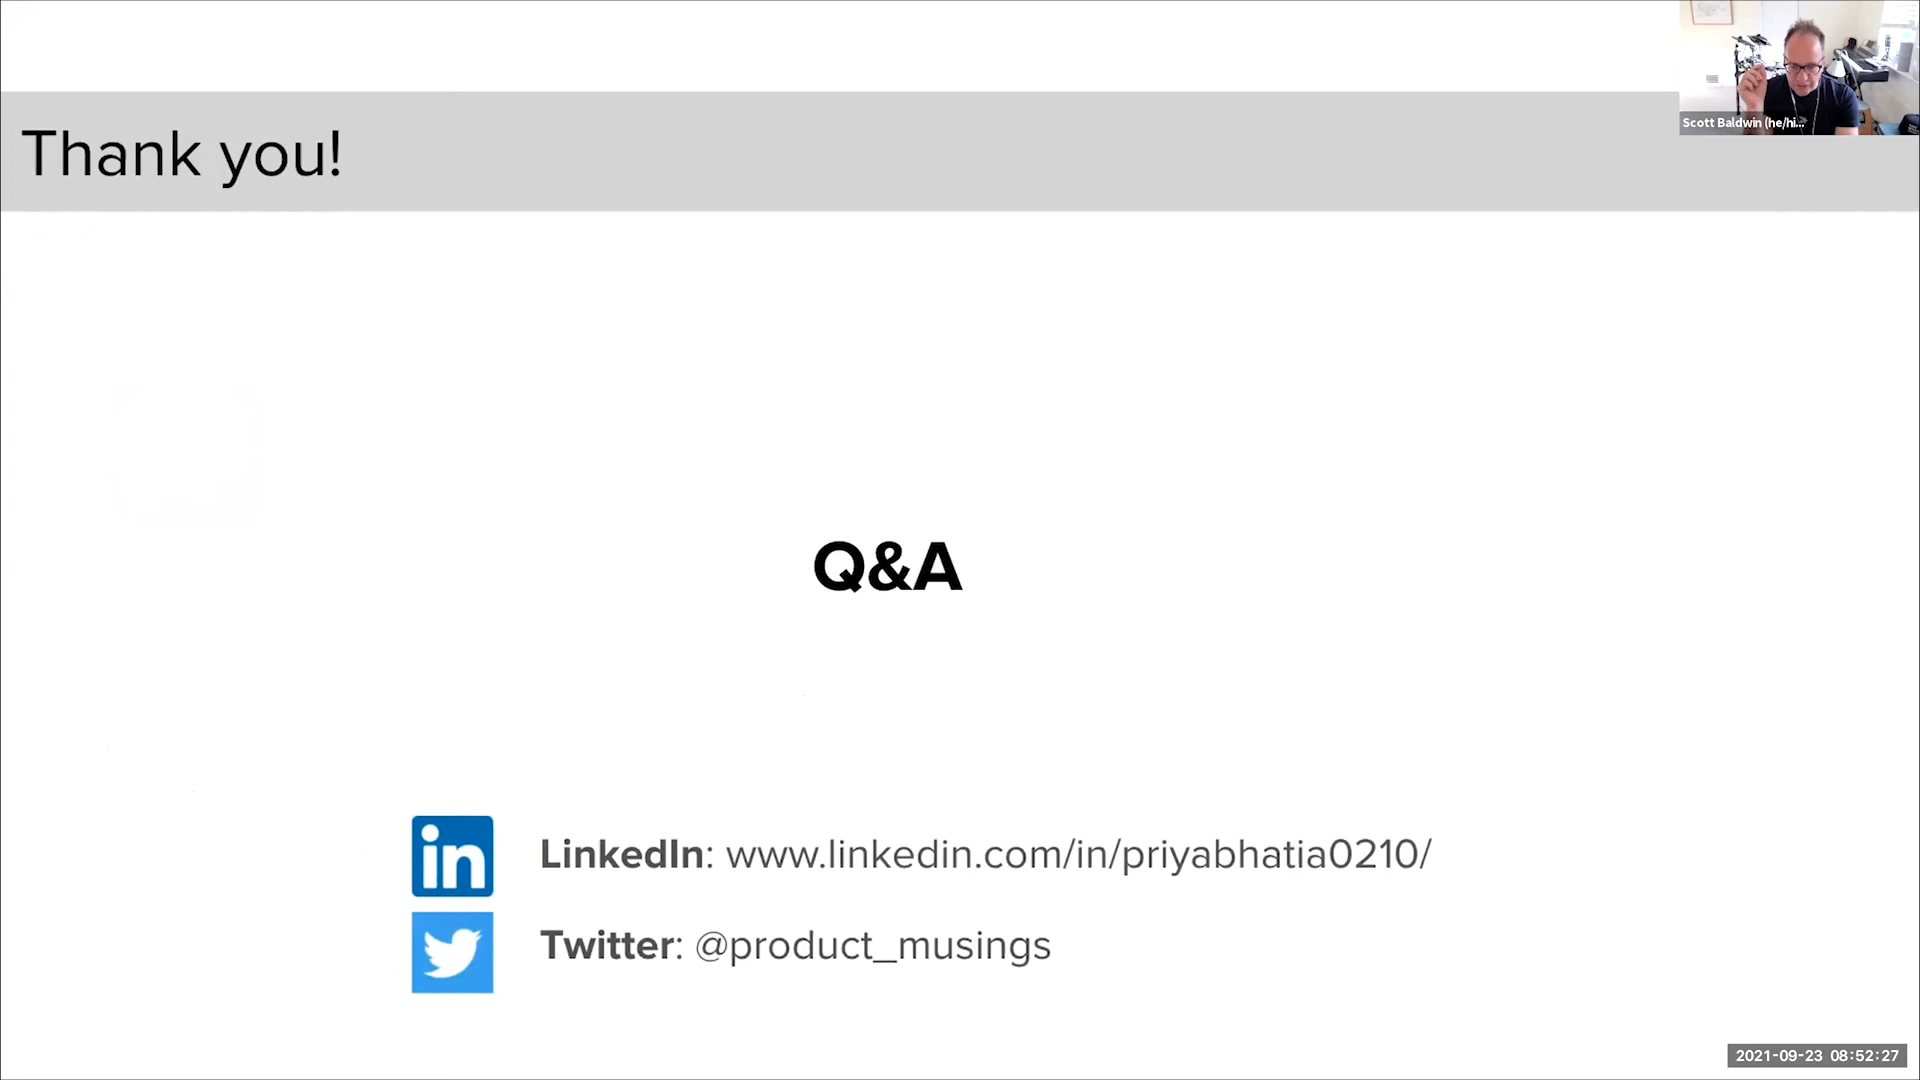 Scott Baldwin (he/hi...
Thank you!
Q&A
in
LinkedIn: www.linkedin.com/in/priyabhatia0210/
Twitter: @product_musings
2021-09-23 08:52:27